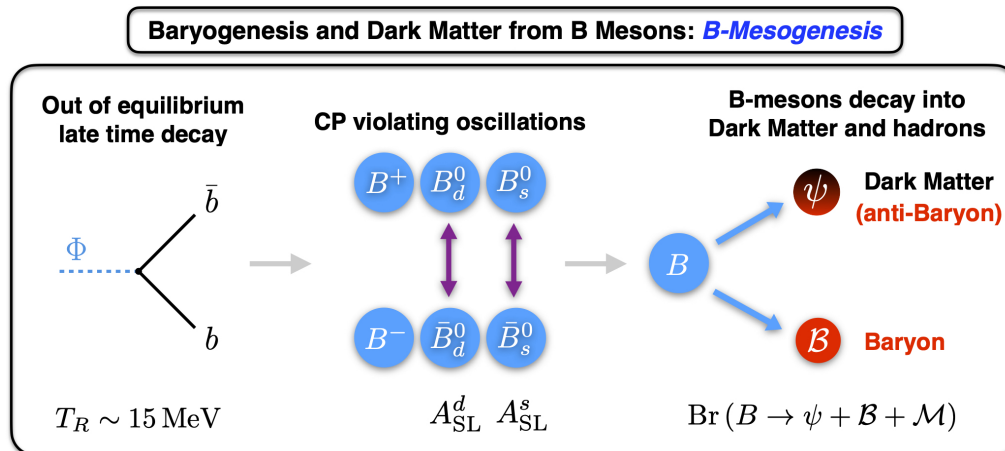 Baryogenesis and Dark Matter from B Mesons: B-Mesogenesis
Out of equilibrium
late time decay
Φ
b̄
b
T_R ∼ 15 MeV
CP violating oscillations
B⁺ B⁰_d B⁰_s
B⁻ B̄⁰_d B̄⁰_s
A^d_SL A^s_SL
B-mesons decay into
Dark Matter and hadrons
B
ψ
Dark Matter
(anti-Baryon)
ℬ
Baryon
Br (B → ψ + ℬ + ℳ)